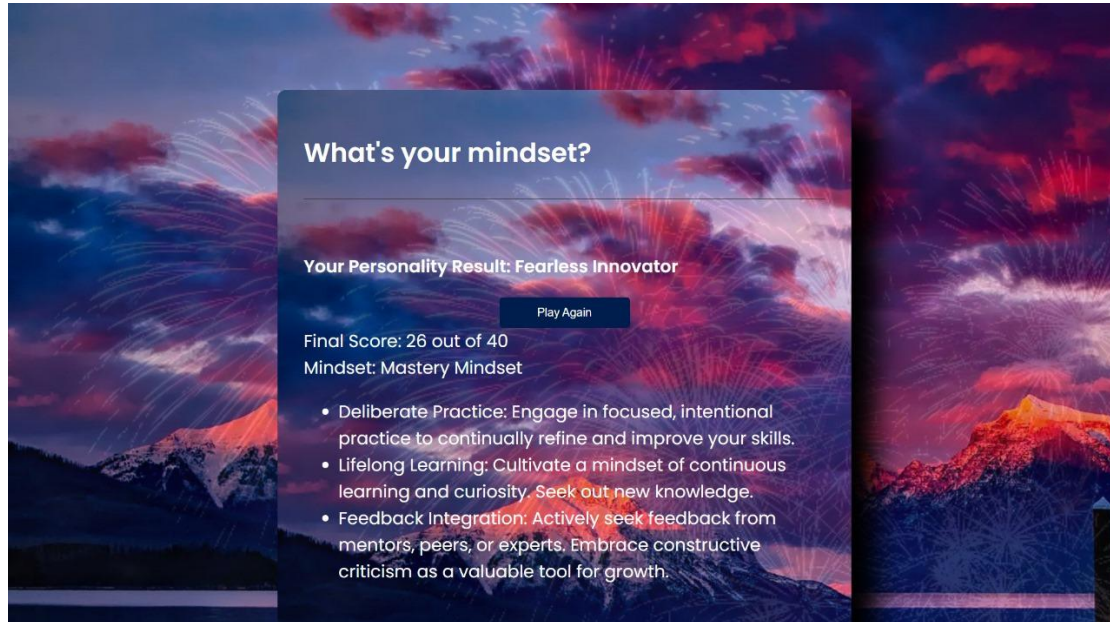 What's your mindset?
Your Personality Result: Fearless Innovator
Play Again
Final Score: 26 out of 40
Mindset: Mastery Mindset
• Deliberate Practice: Engage in focused, intentional
practice to continually refine and improve your skills.
• Lifelong Learning: Cultivate a mindset of continuous
learning and curiosity. Seek out new knowledge.
• Feedback Integration: Actively seek feedback from
mentors, peers, or experts. Embrace constructive
criticism as a valuable tool for growth.